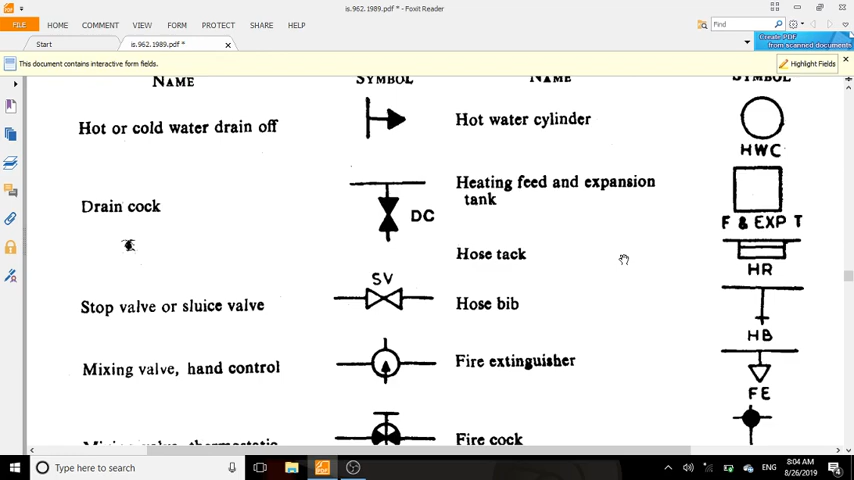 is.962.1989.pdf * - Foxit Reader
FILE HOME COMMENT VIEW FORM PROTECT SHARE HELP
Find
Start
is.962.1989.pdf *
Create PDF
from scanned documents
This document contains interactive form fields.
Highlight Fields
NAME SYMBOL NAME SYMBOL
Hot or cold water drain off
Hot water cylinder
HWC
Drain cock
DC
Heating feed and expansion
tank
F & EXP T
Hose tack
HR
Stop valve or sluice valve
SV
Hose bib
HB
Mixing valve, hand control
Fire extinguisher
FE
Mixing valve, thermostatic
Fire cock
Type here to search
ENG
8:04 AM
8/26/2019
4